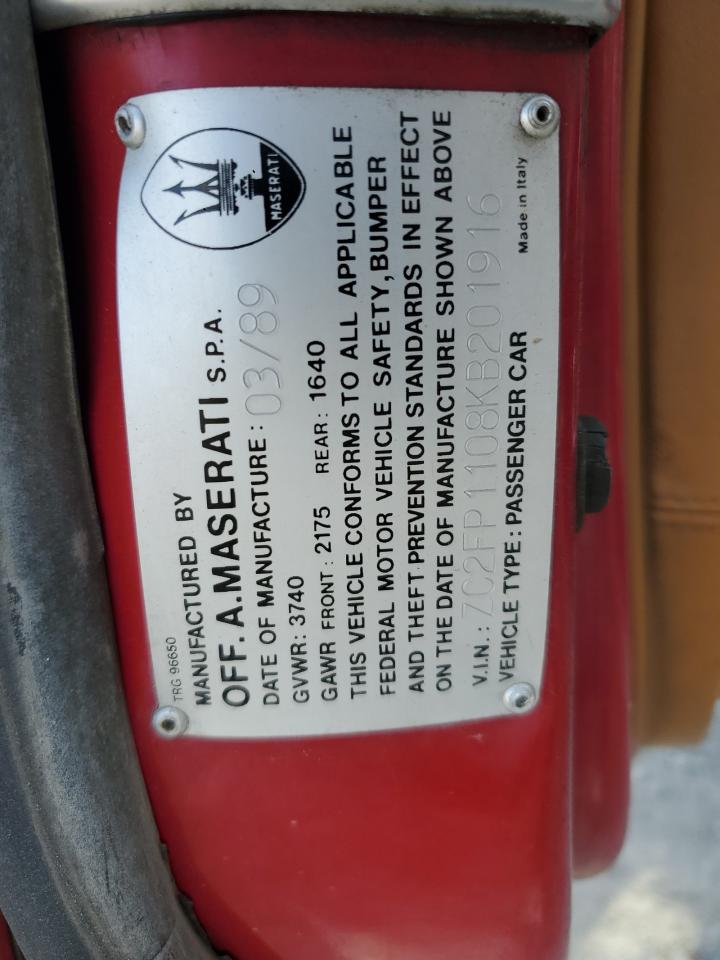 TRG 96650
MANUFACTURED BY
OFF. A. MASERATI S.P.A.
DATE OF MANUFACTURE: 03/89
GVWR: 3740
GAWR FRONT: 2175 REAR: 1640
THIS VEHICLE CONFORMS TO ALL APPLICABLE
FEDERAL MOTOR VEHICLE SAFETY, BUMPER
AND THEFT PREVENTION STANDARDS IN EFFECT
ON THE DATE OF MANUFACTURE SHOWN ABOVE
V.I.N.: ZC2FP1108KB201916
VEHICLE TYPE: PASSENGER CAR
Made in Italy
MASERATI